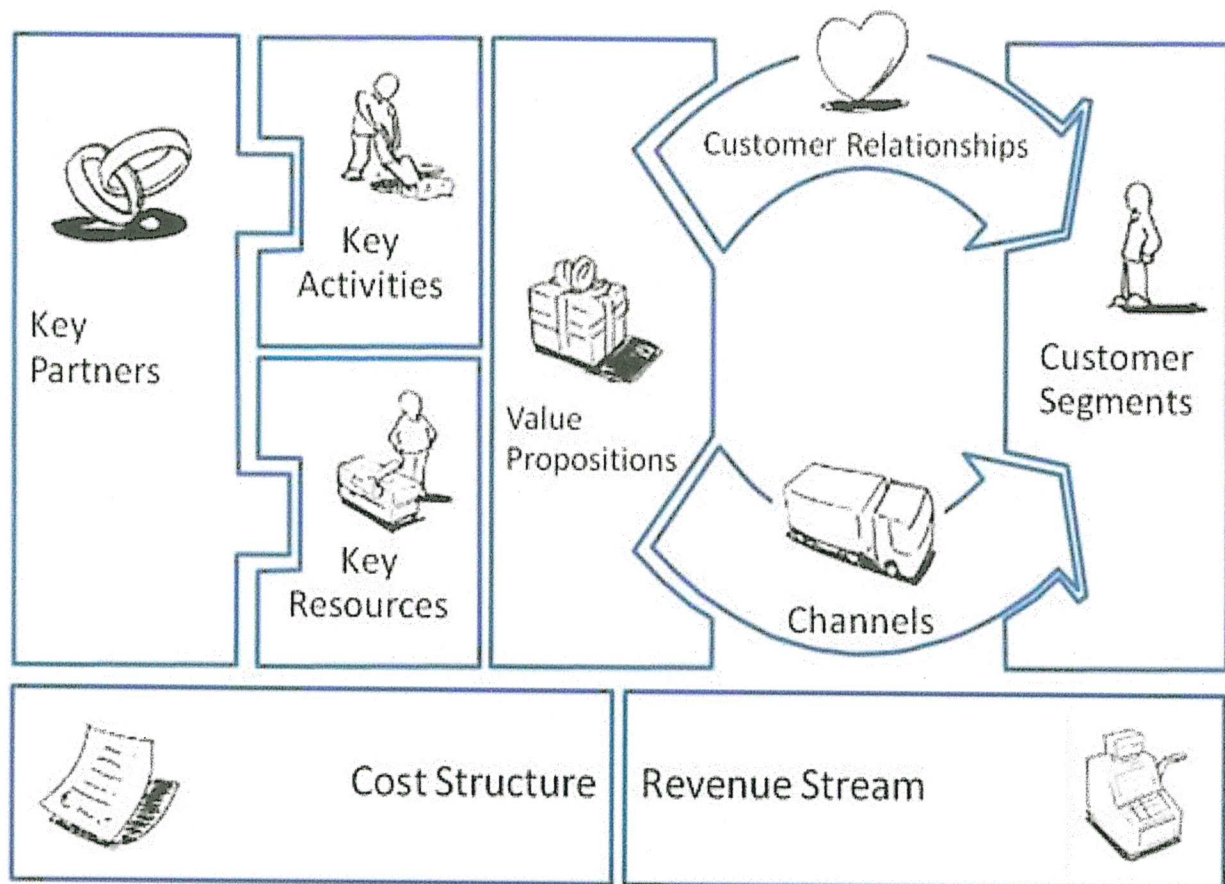 Key
Partners
Key
Activities
Key
Resources
Value
Propositions
Customer Relationships
Channels
Customer
Segments
Cost Structure
Revenue Stream